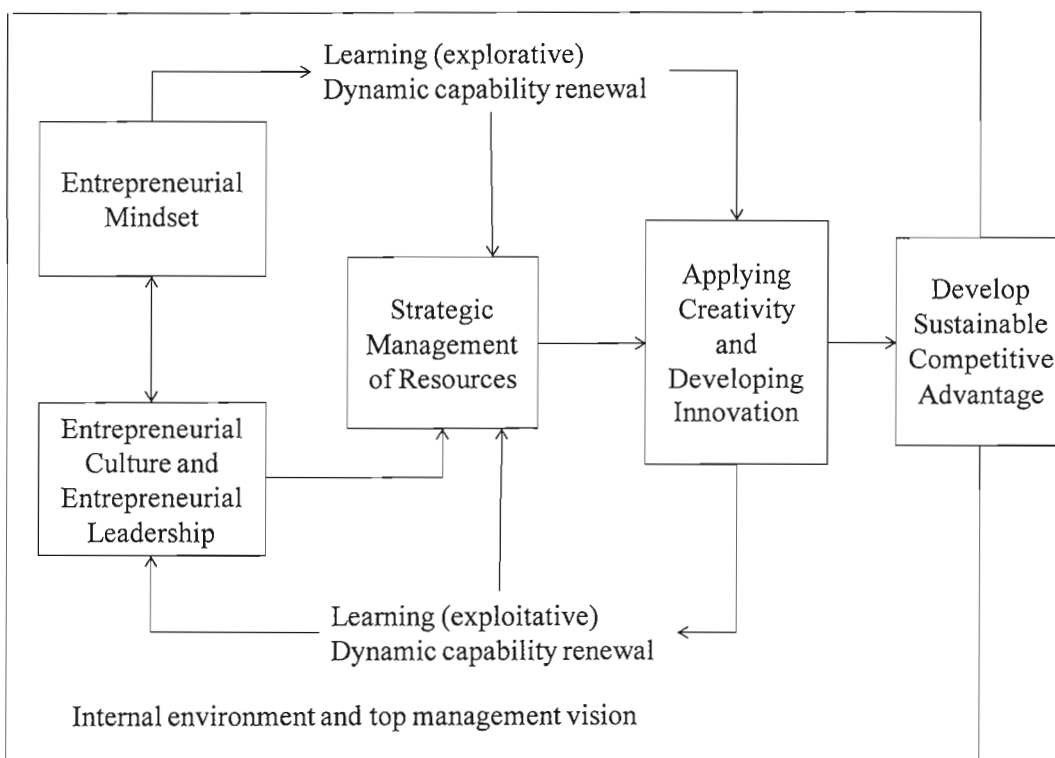 Learning (explorative)
Dynamic capability renewal
Entrepreneurial
Mindset
Strategic
Management
of Resources
Applying
Creativity
and
Developing
Innovation
Develop
Sustainable
Competitive
Advantage
Entrepreneurial
Culture and
Entrepreneurial
Leadership
Learning (exploitative)
Dynamic capability renewal
Internal environment and top management vision